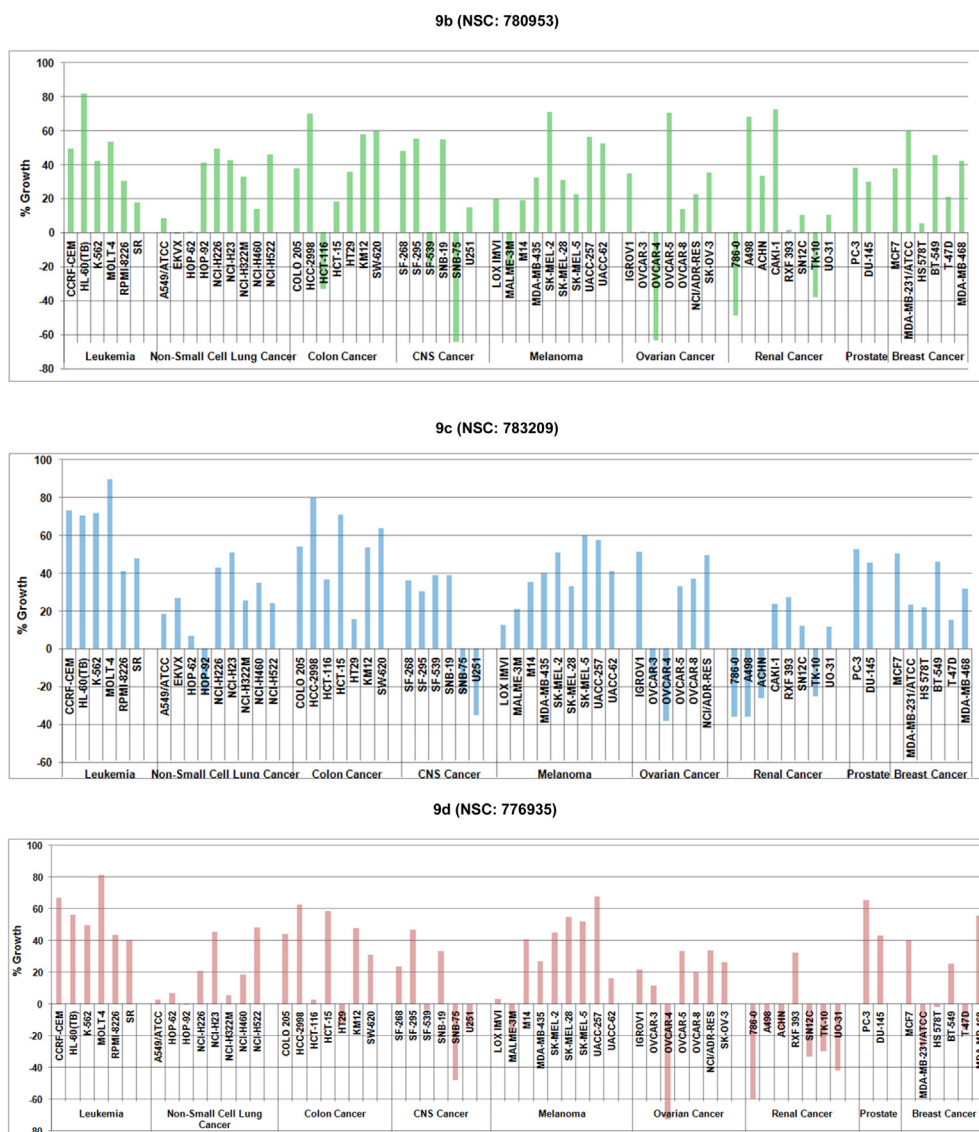 9b (NSC: 780953)
% Growth
100
80
60
40
20
0
-20
-40
-60
-80
CCRF-CEM
HL-60(TB)
K-562
MOLT-4
RPMI-8226
SR
A549/ATCC
EKVX
HOP-62
HOP-92
NCI-H226
NCI-H23
NCI-H322M
NCI-H460
NCI-H522
COLO 205
HCC-2998
HCT-116
HCT-15
HT29
KM12
SW-620
SF-268
SF-295
SF-539
SNB-19
SNB-75
U251
LOX IMVI
MALME-3M
M14
MDA-MB-435
SK-MEL-2
SK-MEL-28
SK-MEL-5
UACC-257
UACC-62
IGROV1
OVCAR-3
OVCAR-4
OVCAR-5
OVCAR-8
NCI/ADR-RES
SK-OV-3
786-0
A498
ACHN
CAKI-1
RXF 393
SN12C
TK-10
UO-31
PC-3
DU-145
MCF7
MDA-MB-231/ATCC
HS 578T
BT-549
T 47D
MDA-MB-468
Leukemia
Non-Small Cell Lung Cancer
Colon Cancer
CNS Cancer
Melanoma
Ovarian Cancer
Renal Cancer
Prostate
Breast Cancer
9c (NSC: 783209)
% Growth
100
80
60
40
20
0
-20
-40
-60
CCRF-CEM
HL-60(TB)
K-562
MOLT-4
RPMI-8226
SR
A549/ATCC
EKVX
HOP-62
HOP-92
NCI-H226
NCI-H23
NCI-H322M
NCI-H460
NCI-H522
COLO 205
HCC-2998
HCT-116
HCT-15
HT29
KM12
SW-620
SF-268
SF-295
SF-539
SNB-19
SNB-75
U251
LOX IMVI
MALME-3M
M14
MDA-MB-435
SK-MEL-2
SK-MEL-28
SK-MEL-5
UACC-257
UACC-62
IGROV1
OVCAR-3
OVCAR-4
OVCAR-5
OVCAR-8
NCI/ADR-RES
786-0
A498
ACHN
CAKI-1
RXF 393
SN12C
TK-10
UO-31
PC-3
DU-145
MCF7
MDA-MB-231/ATCC
HS 578T
BT-549
T-47D
MDA-MB-468
Leukemia
Non-Small Cell Lung Cancer
Colon Cancer
CNS Cancer
Melanoma
Ovarian Cancer
Renal Cancer
Prostate
Breast Cancer
9d (NSC: 776935)
% Growth
100
80
60
40
20
0
-20
-40
-60
80
CCRF-CEM
HL-60(TB)
K-562
MOLT-4
RPMI-8226
SR
A549/ATCC
HOP-62
HOP-92
NCI-H226
NCI-H23
NCI-H322M
NCI-H460
NCI-H522
COLO 205
HCC-2998
HCT-116
HCT-15
HT29
KM12
SW-620
SF-268
SF-295
SF-539
SNB-19
SNB-75
U251
LOX IMVI
MALME-3M
M14
MDA-MB-435
SK-MEL-2
SK-MEL-28
SK-MEL-5
UACC-257
UACC-62
IGROV1
OVCAR-3
OVCAR-4
OVCAR-5
OVCAR-8
NCI/ADR-RES
SK-OV-3
786-0
A498
ACHN
RXF 393
SN12C
TK-10
UO-31
PC-3
DU-145
MCF7
MDA-MB-231/ATCC
HS 578T
BT-549
T-47D
MDA-MB-468
Leukemia
Non-Small Cell Lung
Cancer
Colon Cancer
CNS Cancer
Melanoma
Ovarian Cancer
Renal Cancer
Prostate
Breast Cancer